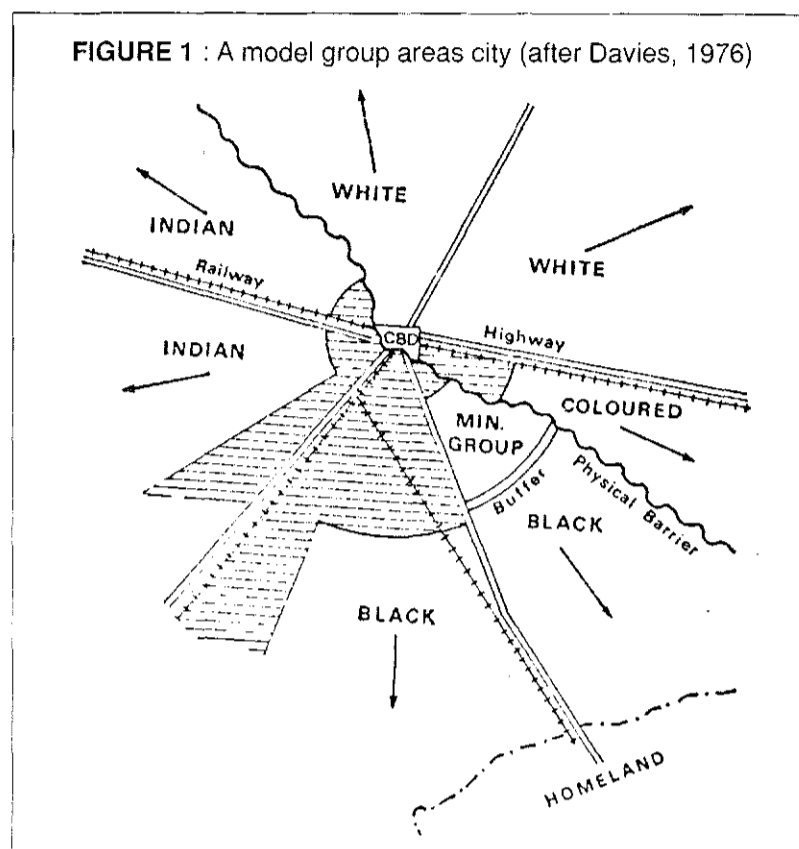 FIGURE 1 : A model group areas city (after Davies, 1976)
WHITE
INDIAN
Railway
WHITE
CBD
Highway
INDIAN
COLOURED
MIN.
GROUP
Buffer
Physical Barrier
BLACK
BLACK
HOMELAND